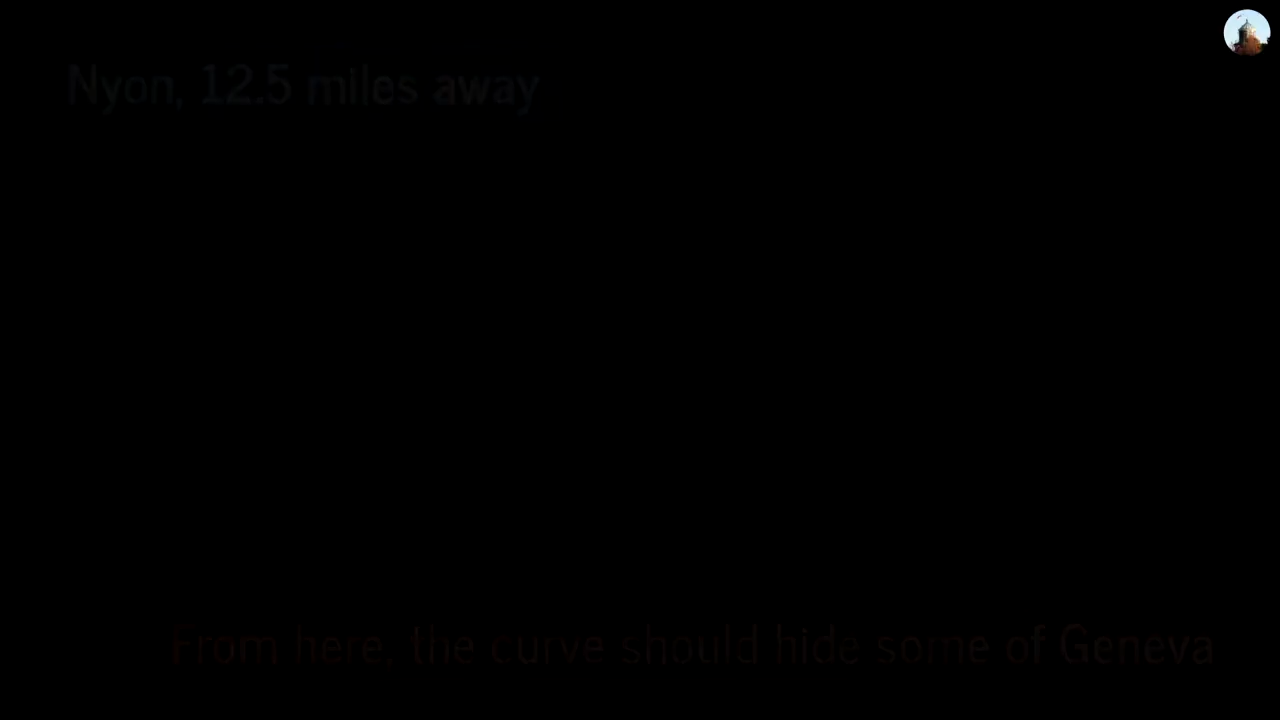 Nyon, 12.5 miles away
From here, the curve should hide some of Geneva